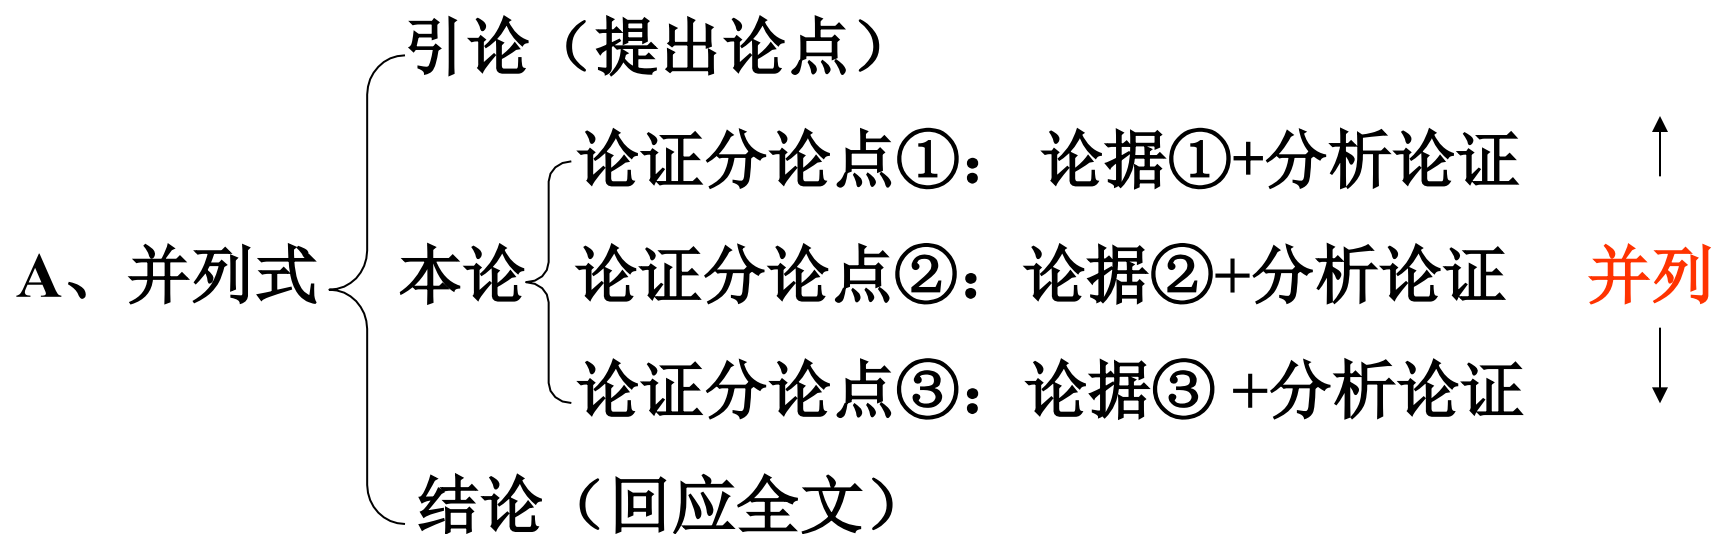 引论（提出论点）
论证分论点①： 论据①+分析论证
A、并列式 本论 论证分论点②：论据②+分析论证 并列
论证分论点③：论据③ +分析论证
结论（回应全文）